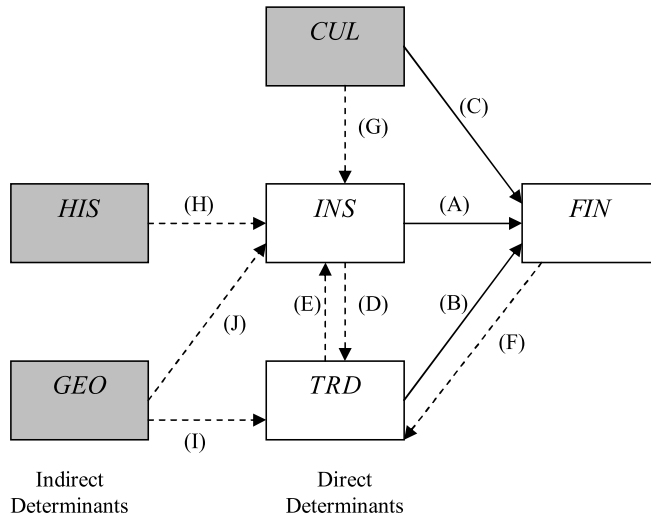 CUL
(C)
(G)
HIS
(H)
INS
(A)
FIN
(J)
(E)
(D)
(B)
(F)
GEO
(I)
TRD
Indirect
Determinants
Direct
Determinants